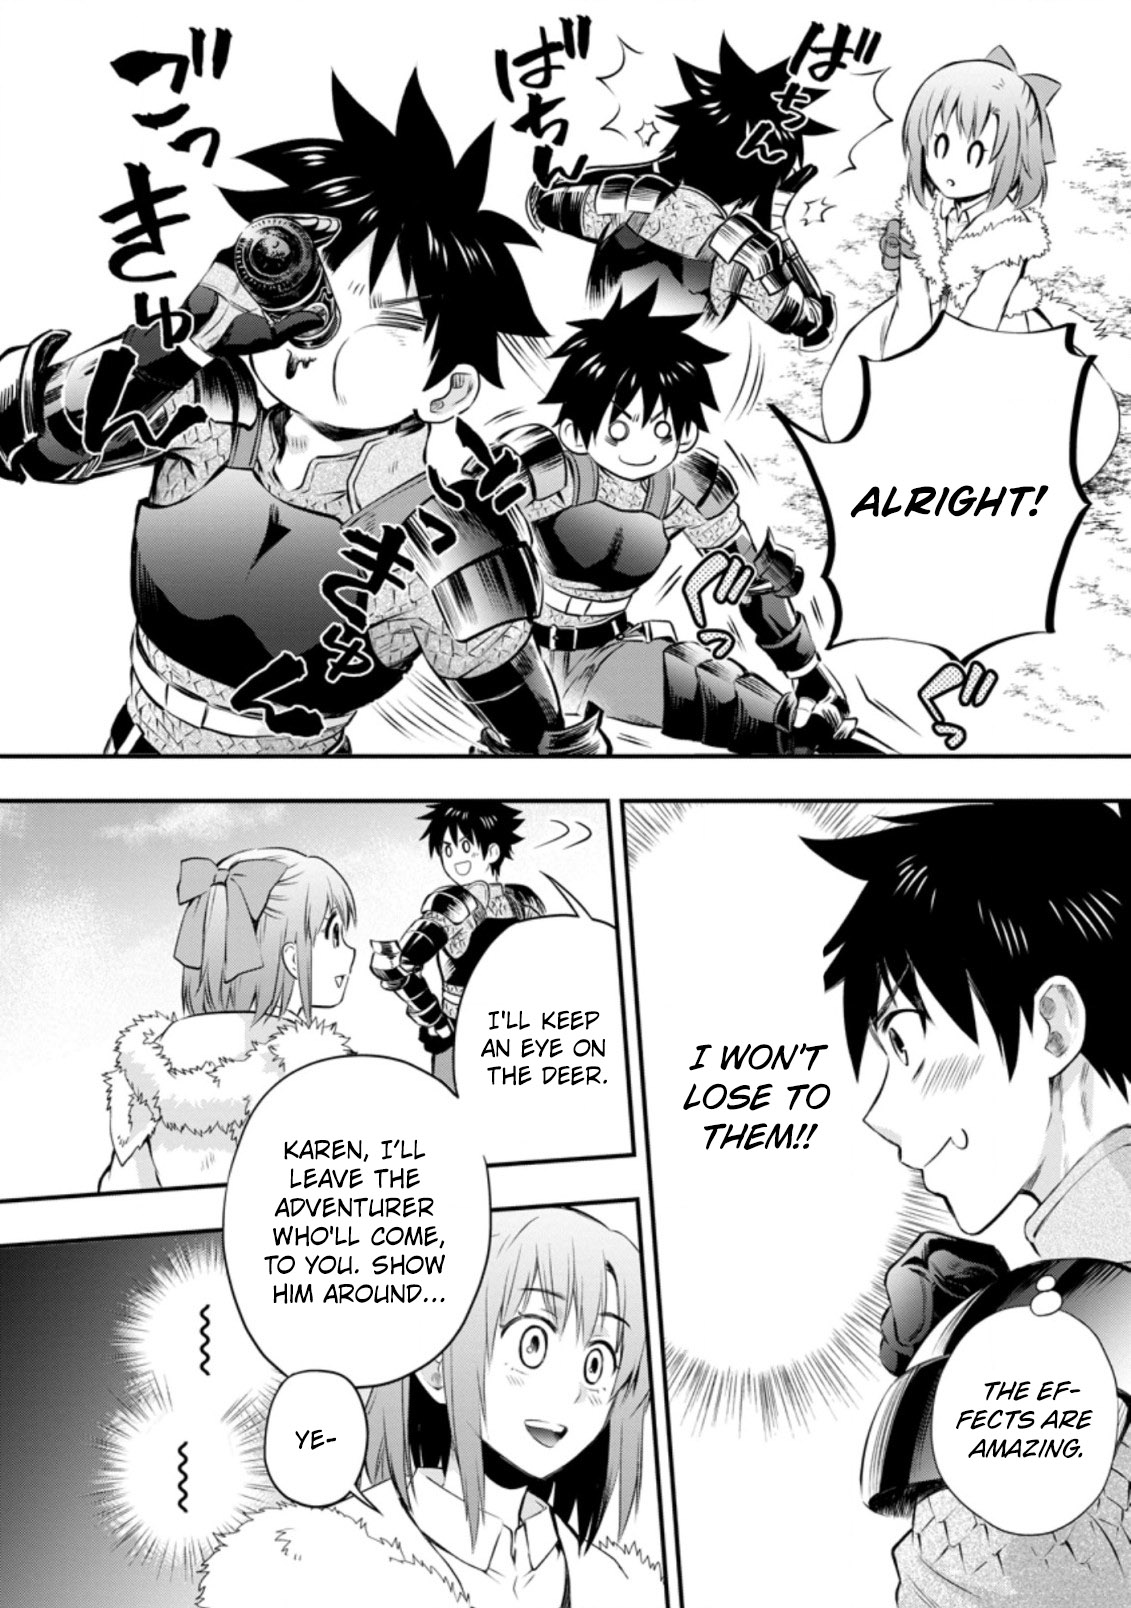 ばちん
ばちん
ごっきゅ
ごっきゅん
ALRIGHT!
I WON'T
LOSE TO
THEM!!
THE EF-
FECTS ARE
AMAZING.
I'LL KEEP
AN EYE ON
THE DEER.
KAREN, I'LL
LEAVE THE
ADVENTURER
WHO'LL COME,
TO YOU. SHOW
HIM AROUND...
YE-